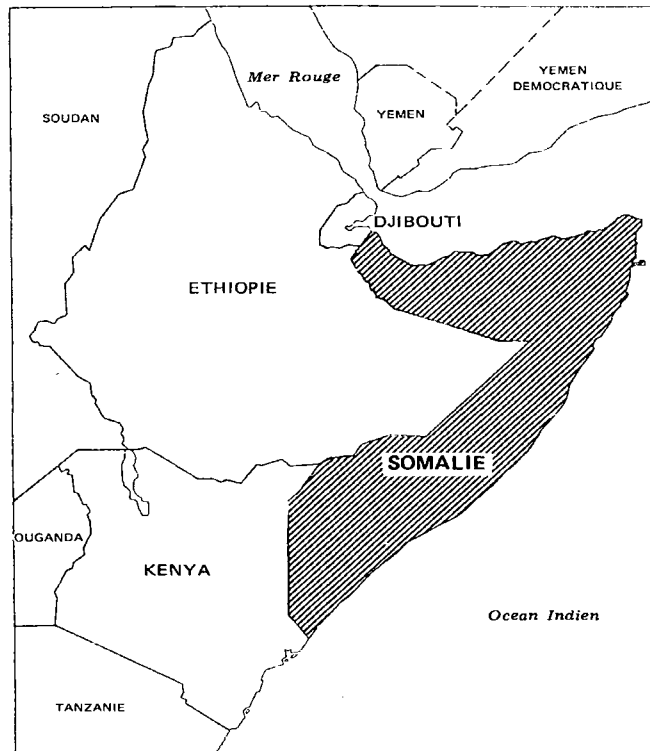 Mer Rouge
YEMEN
DEMOCRATIQUE
SOUDAN
YEMEN
DJIBOUTI
ETHIOPIE
SOMALIE
OUGANDA
KENYA
Ocean Indien
TANZANIE